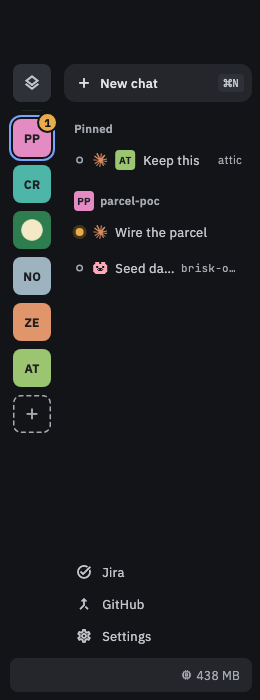 New chat
⌘N
1
PP
Pinned
AT Keep this attic
CR
PP parcel-poc
Wire the parcel
NO
Seed da... brisk-o…
ZE
AT
+
Jira
GitHub
Settings
438 MB